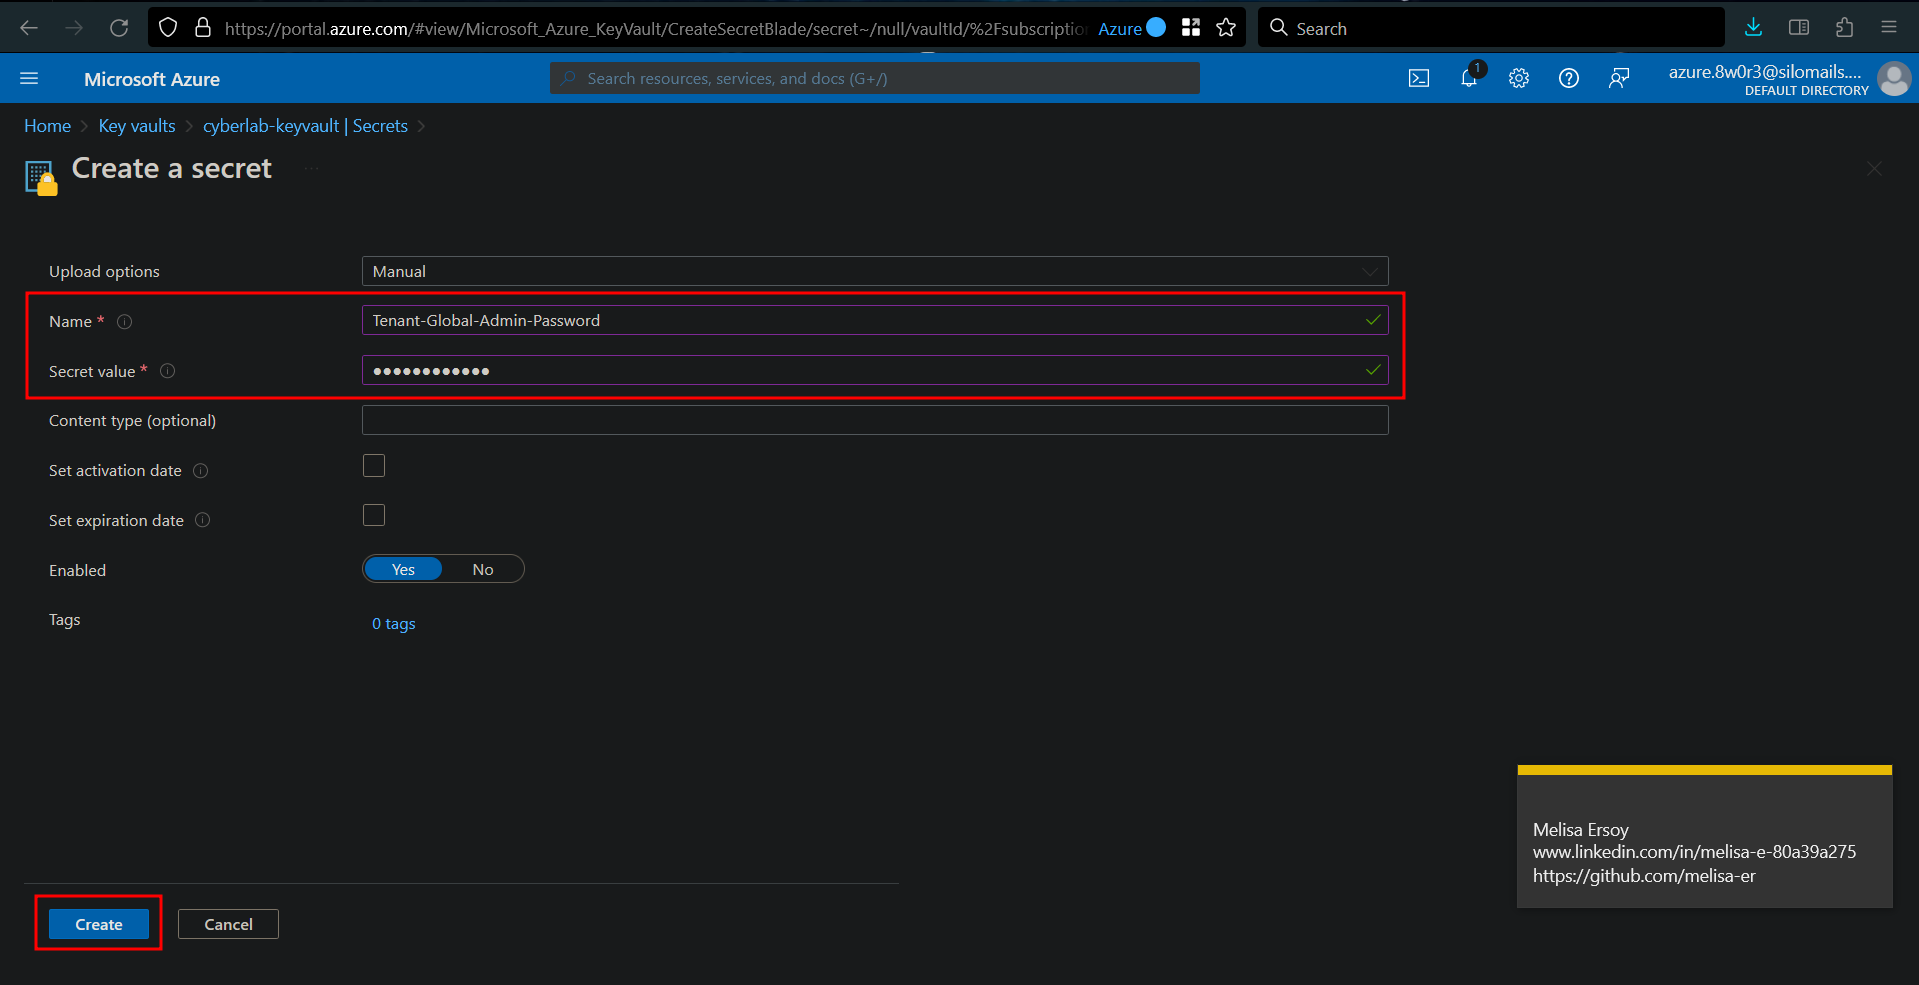 https://portal.azure.com/#view/Microsoft_Azure_KeyVault/CreateSecretBlade/secret~/null/vaultId/%2Fsubscriptio
Azure
Search
Microsoft Azure
Search resources, services, and docs (G+/)
1
azure.8w0r3@silomails....
DEFAULT DIRECTORY
Home > Key vaults > cyberlab-keyvault | Secrets >
Create a secret ...
Upload options
Manual
Name *
Tenant-Global-Admin-Password
Secret value *
●●●●●●●●●●●●
Content type (optional)
Set activation date
Set expiration date
Enabled
Yes No
Tags
0 tags
Melisa Ersoy
www.linkedin.com/in/melisa-e-80a39a275
https://github.com/melisa-er
Create
Cancel